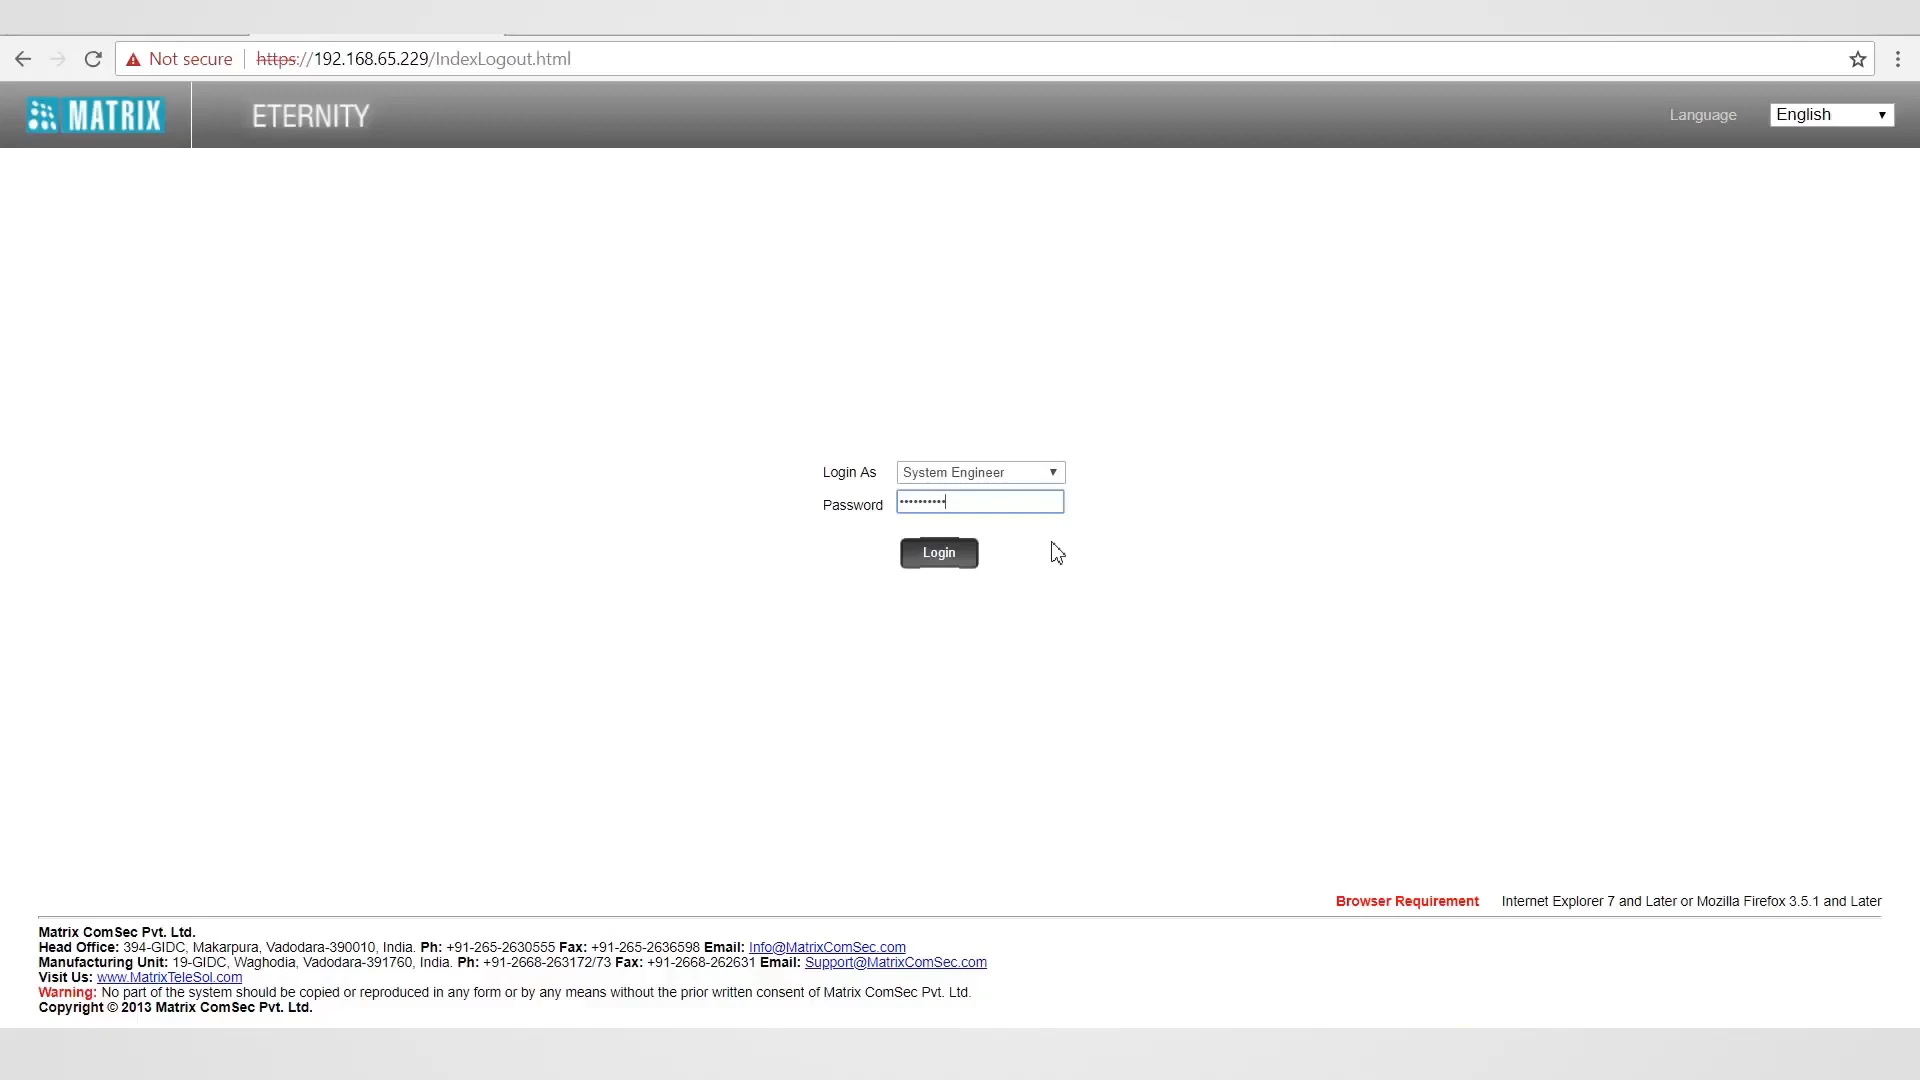 Not secure https://192.168.65.229/IndexLogout.html
MATRIX ETERNITY Language English
Login As System Engineer
Password ••••••••••
Login
Browser Requirement Internet Explorer 7 and Later or Mozilla Firefox 3.5.1 and Later
Matrix ComSec Pvt. Ltd.
Head Office: 394-GIDC, Makarpura, Vadodara-390010, India. Ph: +91-265-2630555 Fax: +91-265-2636598 Email: Info@MatrixComSec.com
Manufacturing Unit: 19-GIDC, Waghodia, Vadodara-391760, India. Ph: +91-2668-263172/73 Fax: +91-2668-262631 Email: Support@MatrixComSec.com
Visit Us: www.MatrixTeleSol.com
Warning: No part of the system should be copied or reproduced in any form or by any means without the prior written consent of Matrix ComSec Pvt. Ltd.
Copyright © 2013 Matrix ComSec Pvt. Ltd.